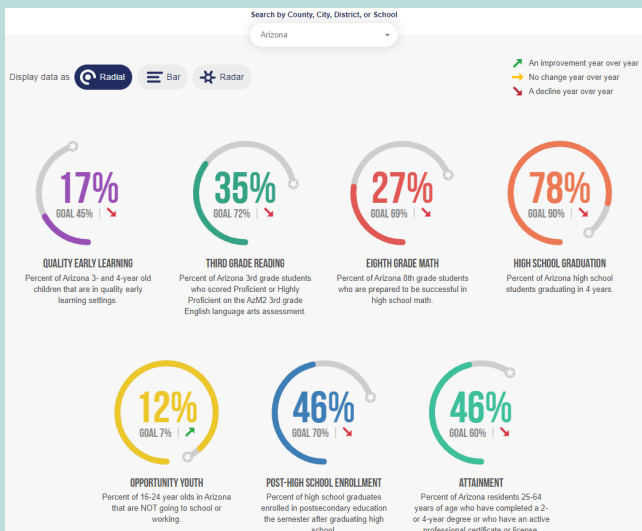 Search by County, City, District, or School
Arizona
Display data as
Radial
Bar
Radar
An improvement year over year
No change year over year
A decline year over year
17%
GOAL 45%
QUALITY EARLY LEARNING
Percent of Arizona 3- and 4-year old
children that are in quality early
learning settings.
35%
GOAL 72%
THIRD GRADE READING
Percent of Arizona 3rd grade students
who scored Proficient or Highly
Proficient on the AzM2 3rd grade
English language arts assessment.
27%
GOAL 69%
EIGHTH GRADE MATH
Percent of Arizona 8th grade students
who are prepared to be successful in
high school math.
78%
GOAL 90%
HIGH SCHOOL GRADUATION
Percent of Arizona high school
students graduating in 4 years.
12%
GOAL 7%
OPPORTUNITY YOUTH
Percent of 16-24 year olds in Arizona
that are NOT going to school or
working.
46%
GOAL 70%
POST-HIGH SCHOOL ENROLLMENT
Percent of high school graduates
enrolled in postsecondary education
the semester after graduating high
school.
46%
GOAL 60%
ATTAINMENT
Percent of Arizona residents 25-64
years of age who have completed a 2-
or 4-year degree or who have an active
professional certificate or license.